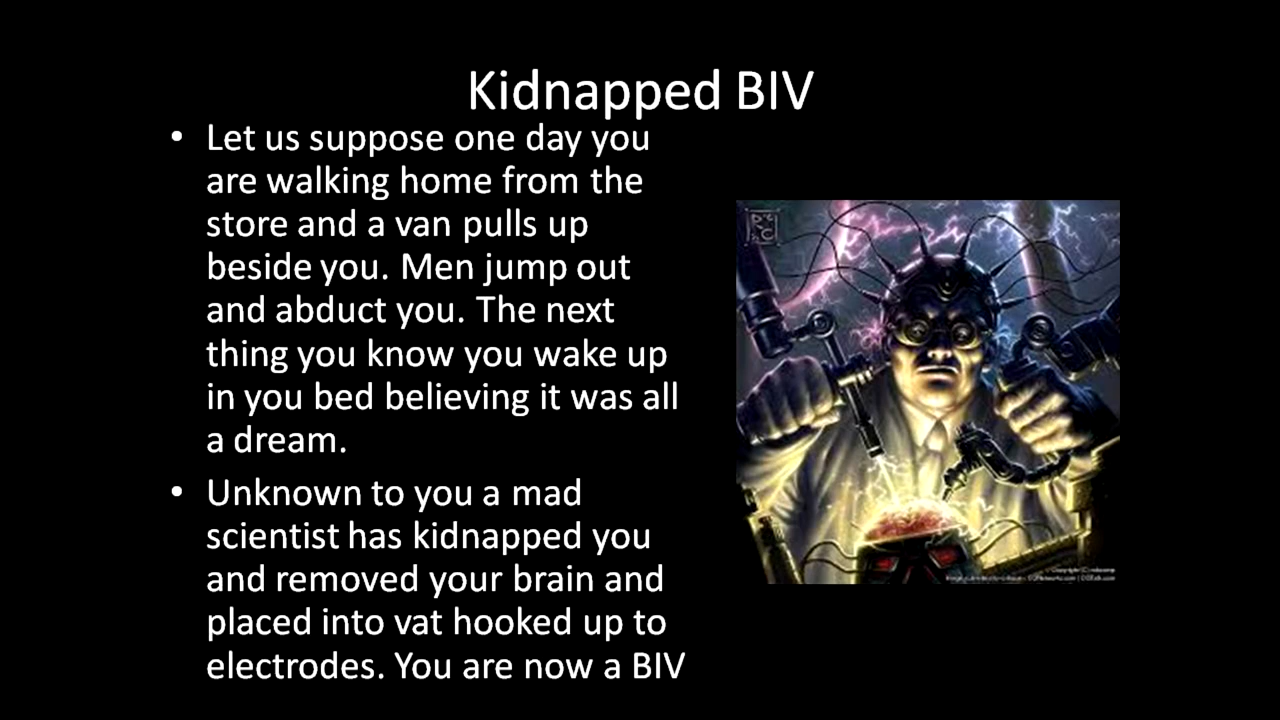 Kidnapped BIV
• Let us suppose one day you
are walking home from the
store and a van pulls up
beside you. Men jump out
and abduct you. The next
thing you know you wake up
in you bed believing it was all
a dream.
• Unknown to you a mad
scientist has kidnapped you
and removed your brain and
placed into vat hooked up to
electrodes. You are now a BIV